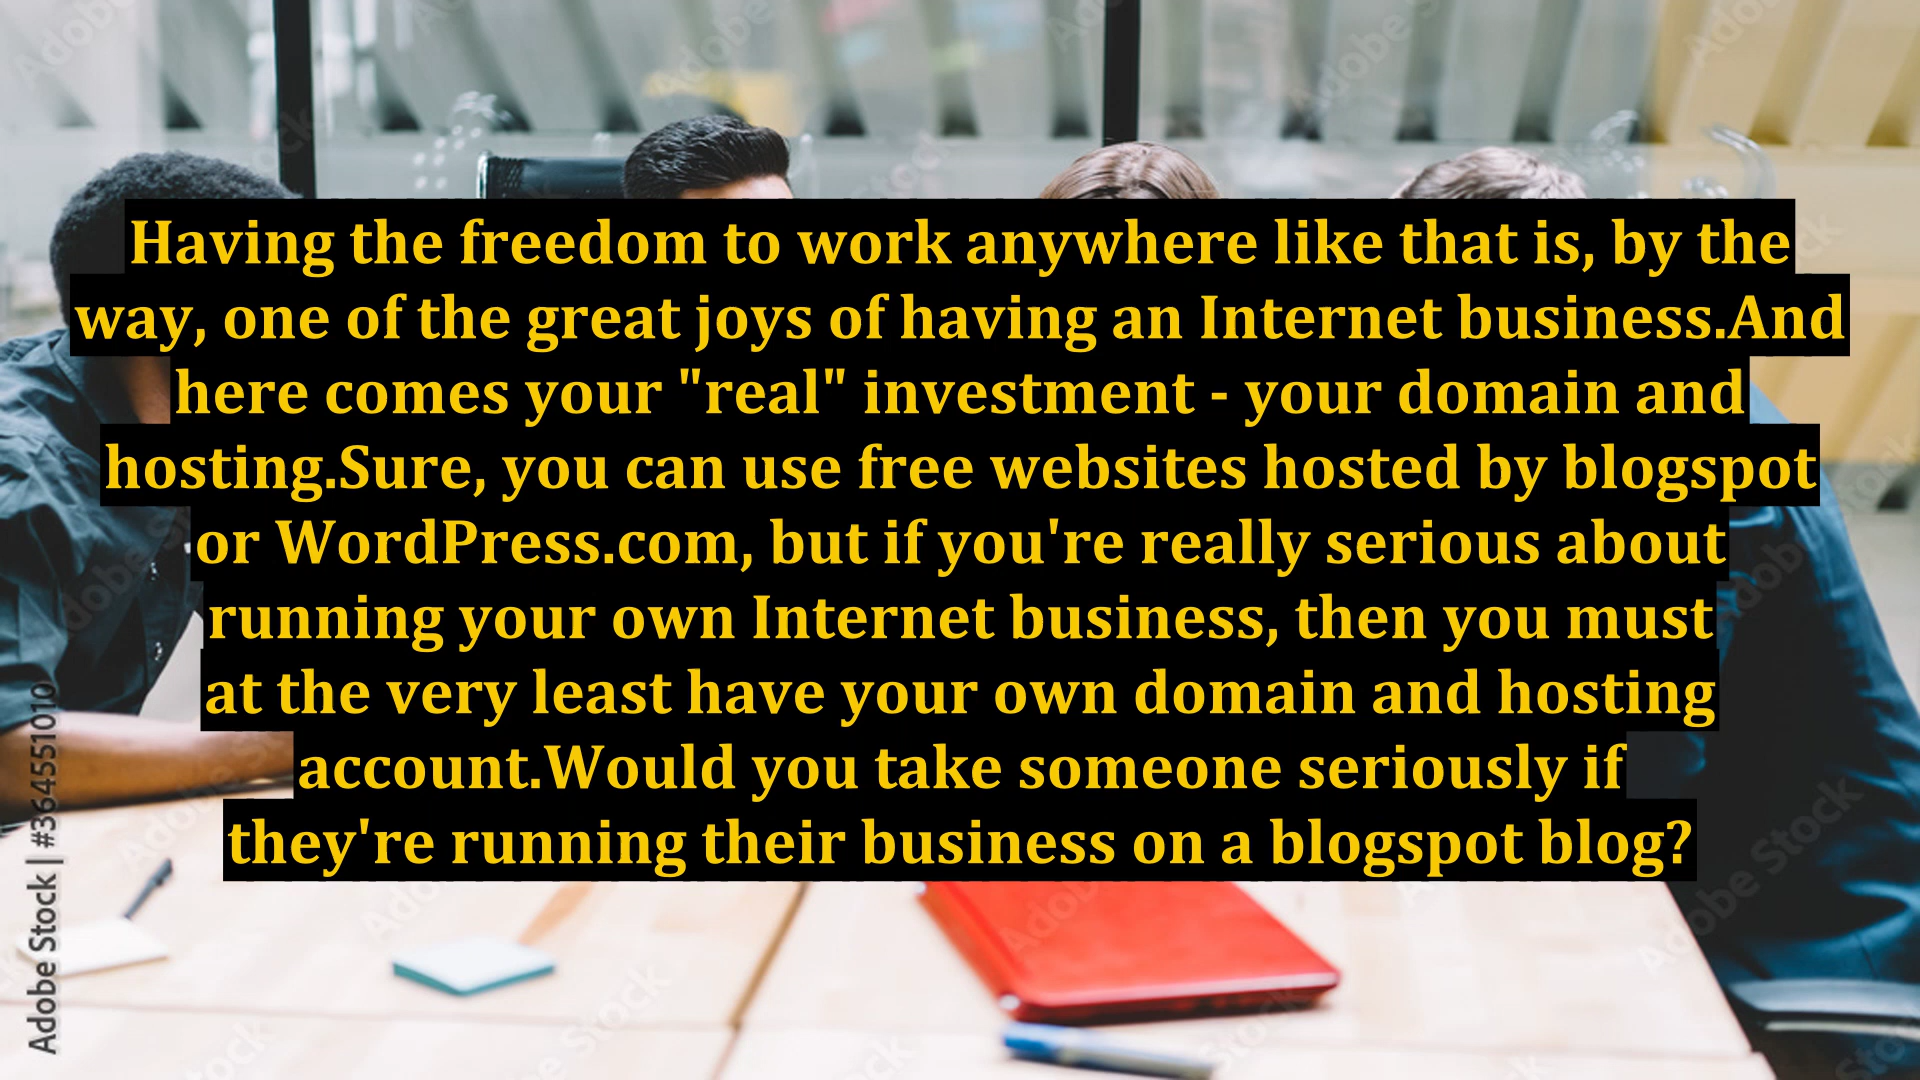 Having the freedom to work anywhere like that is, by the
way, one of the great joys of having an Internet business.And
here comes your "real" investment - your domain and
hosting.Sure, you can use free websites hosted by blogspot
or WordPress.com, but if you're really serious about
running your own Internet business, then you must
at the very least have your own domain and hosting
account.Would you take someone seriously if
they're running their business on a blogspot blog?
Adobe Stock | #364551010
Adobe Stock